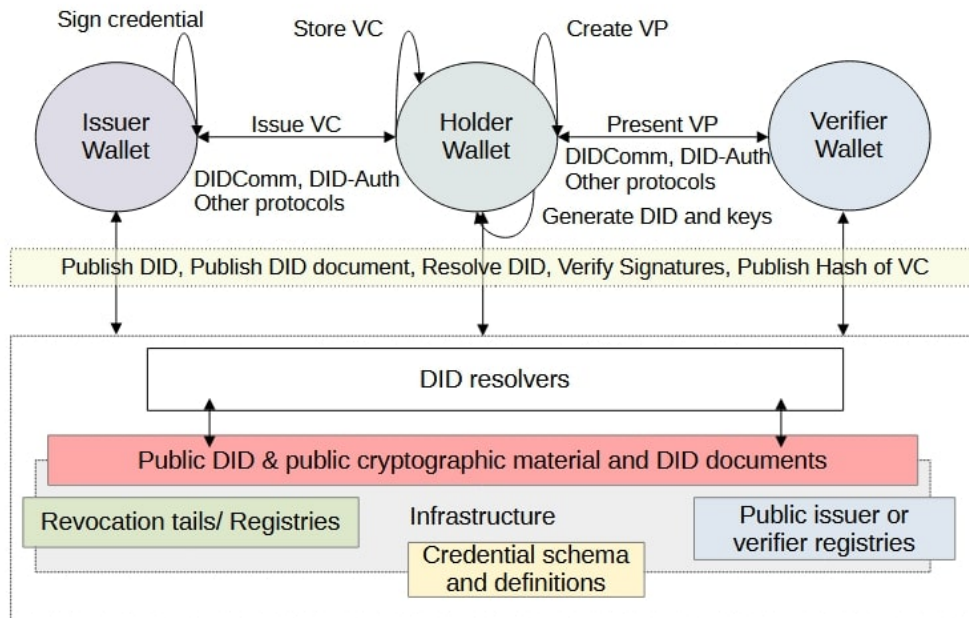 Sign credential
Store VC
Create VP
Issuer
Wallet
Issue VC
Holder
Wallet
Present VP
Verifier
Wallet
DIDComm, DID-Auth
Other protocols
DIDComm, DID-Auth
Other protocols
Generate DID and keys
Publish DID, Publish DID document, Resolve DID, Verify Signatures, Publish Hash of VC
DID resolvers
Public DID & public cryptographic material and DID documents
Revocation tails/ Registries
Infrastructure
Public issuer or
verifier registries
Credential schema
and definitions